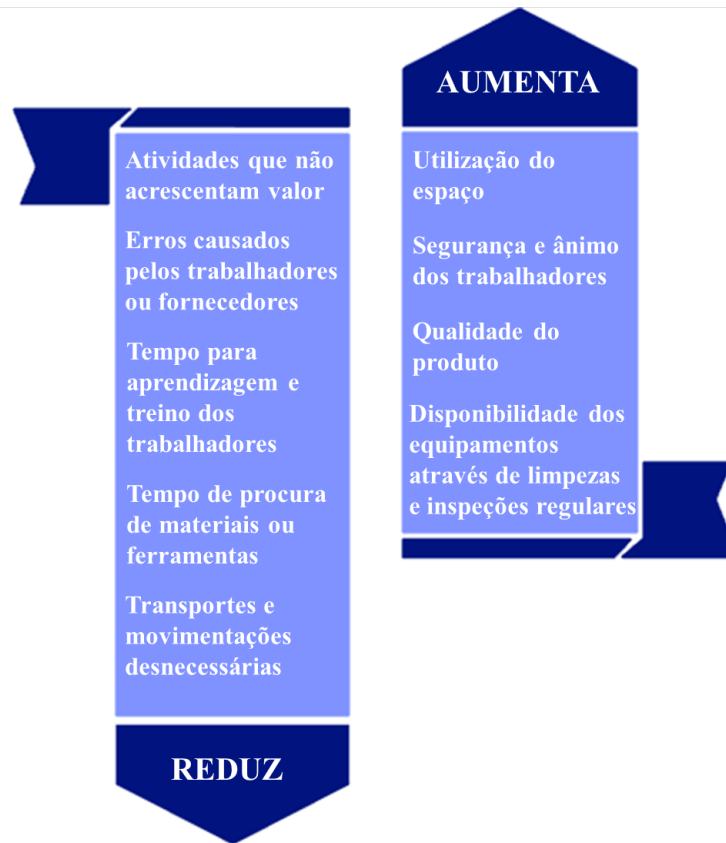 Atividades que não
acrescentam valor
Erros causados
pelos trabalhadores
ou fornecedores
Tempo para
aprendizagem e
treino dos
trabalhadores
Tempo de procura
de materiais ou
ferramentas
Transportes e
movimentações
desnecessárias
REDUZ
AUMENTA
Utilização do
espaço
Segurança e ânimo
dos trabalhadores
Qualidade do
produto
Disponibilidade dos
equipamentos
através de limpezas
e inspeções regulares